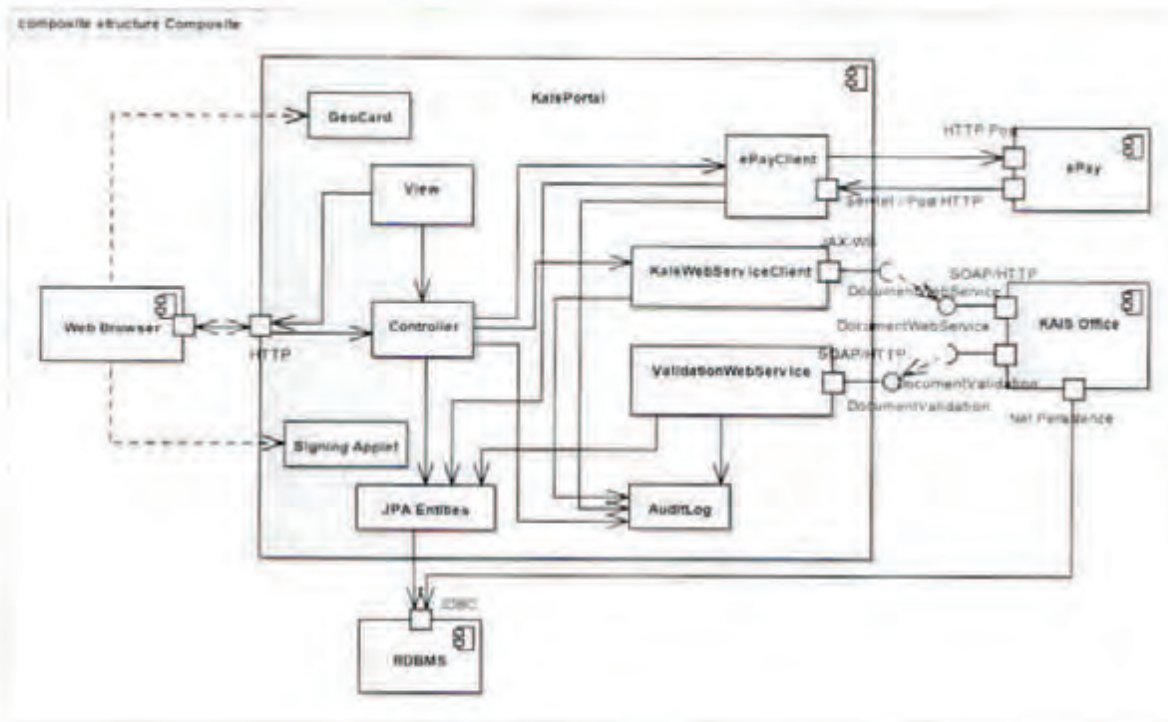 composite structure Composite
KaisPortal
GeoCard
HTTP Post
ePayClient
ePay
View
Servlet / Post HTTP
JAX-WS
KaisWebServiceClient
SOAP/HTTP
DocumentWebService
Web Browser
Controller
DocumentWebService
KAIS Office
HTTP
SOAP/HTTP
ValidationWebService
DocumentValidation
DocumentValidation
Net Persistence
Signing Applet
JPA Entities
AuditLog
JDBC
RDBMS